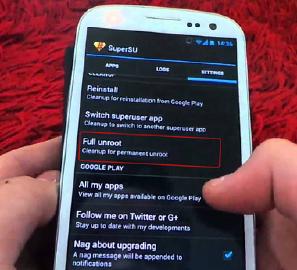 14:36
SuperSU
APPS LOGS SETTINGS
CLEANUP
Reinstall
Cleanup for reinstallation from Google Play
Switch superuser app
Cleanup to switch to another superuser app
Full unroot
Cleanup for permanent unroot
GOOGLE PLAY
All my apps
View all my apps available on Google Play
Follow me on Twitter or G+
Stay up to date with my developments
Nag about upgrading
A nag message will be appended to
notifications